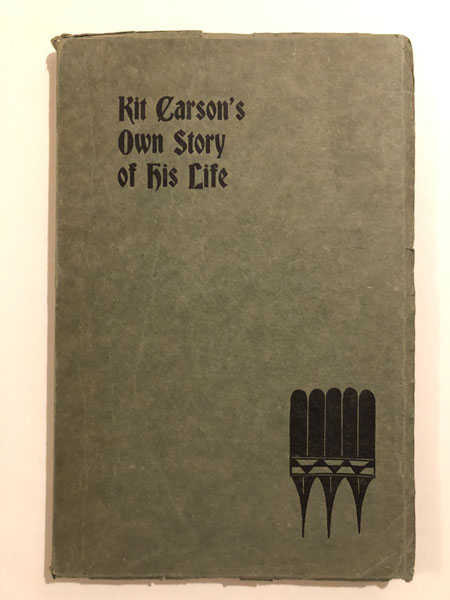 Kit Carson's
Own Story
of His Life